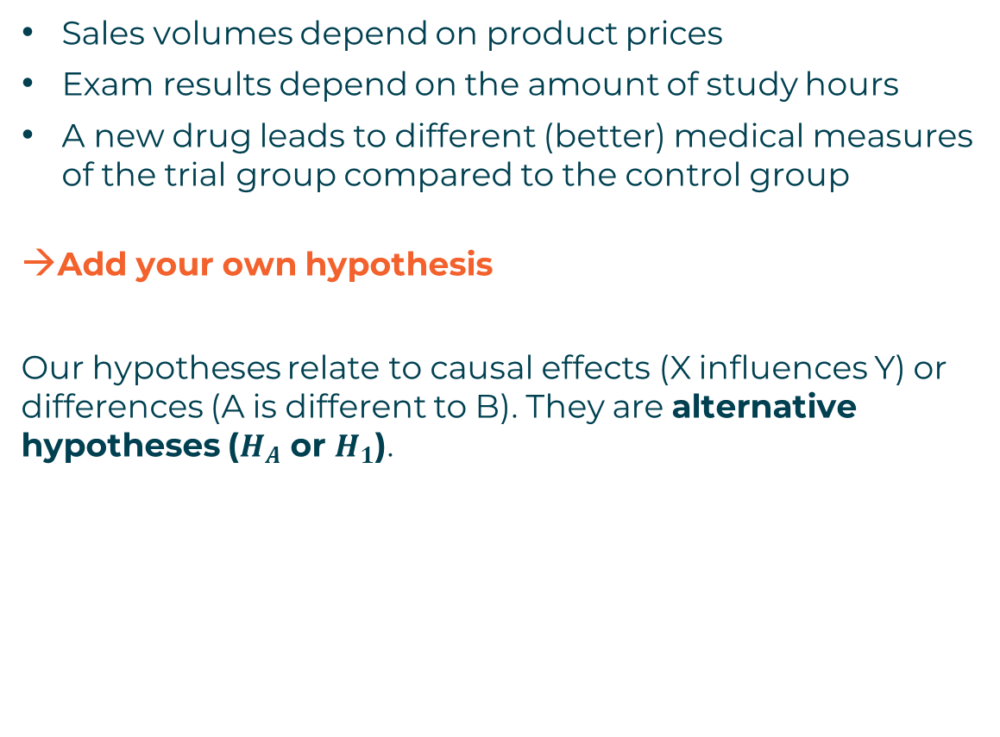 • Sales volumes depend on product prices
• Exam results depend on the amount of study hours
• A new drug leads to different (better) medical measures
of the trial group compared to the control group
→Add your own hypothesis
Our hypotheses relate to causal effects (X influences Y) or
differences (A is different to B). They are alternative
hypotheses (H_A or H_1).